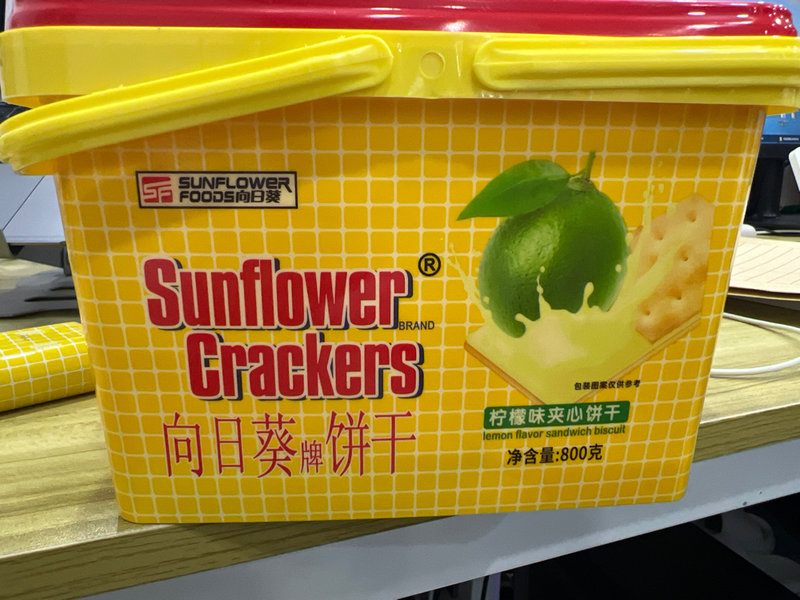 SF SUNFLOWER
FOODS向日葵
Sunflower®
BRAND
Crackers
向日葵牌饼干
包装图案仅供参考
柠檬味夹心饼干
lemon flavor sandwich biscuit
净含量:800克